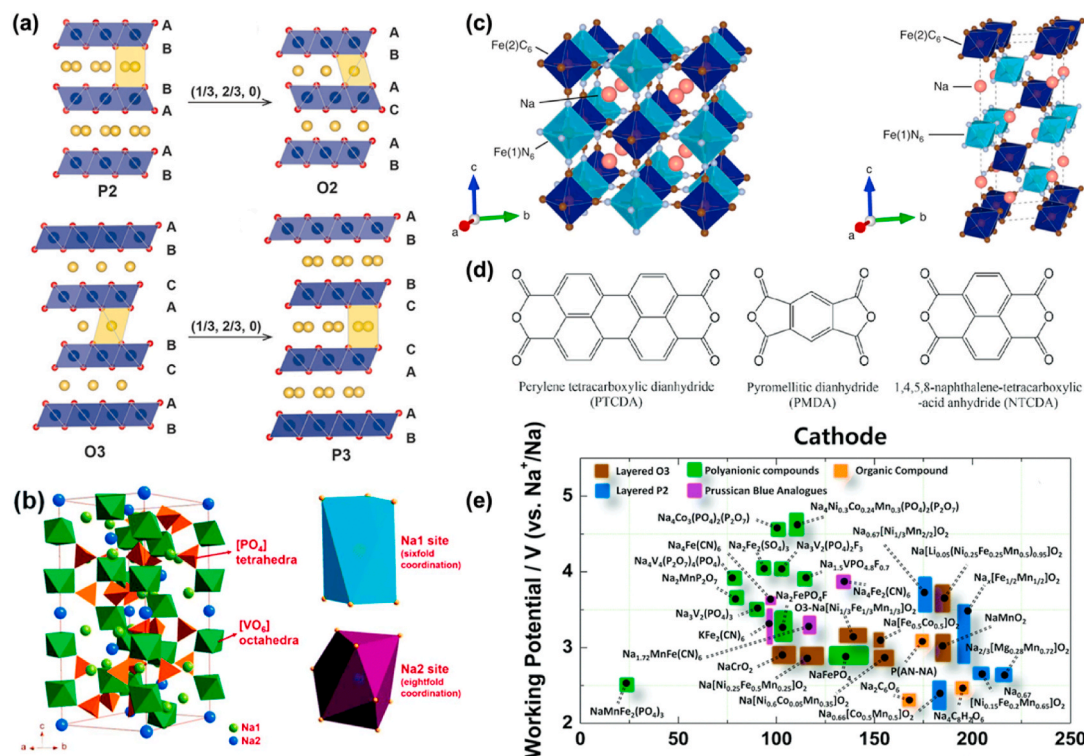 (a)
A
B
B
A
A
B
P2
(1/3, 2/3, 0)
A
B
A
C
A
B
O2
A
B
C
A
B
C
A
B
O3
(1/3, 2/3, 0)
A
B
B
C
C
A
A
B
P3
(b)
[PO4]
tetrahedra
[VO6]
octahedra
c
a
b
Na1
Na2
Na1 site
(sixfold
coordination)
Na2 site
(eightfold
coordination)
(c)
Fe(2)C6
Na
Fe(1)N6
c
b
a
Fe(2)C6
Na
Fe(1)N6
c
b
a
(d)
O O
O O
O O
Perylene tetracarboxylic dianhydride
(PTCDA)
O O
O O
O O
Pyromellitic dianhydride
(PMDA)
O O
O O
O O
1,4,5,8-naphthalene-tetracarboxylic
-acid anhydride (NTCDA)
(e)
Cathode
Working Potential / V (vs. Na+/Na)
5
4
3
2
0 25 50 75 100 125 150 175 200 225 250
Layered O3
Polyanionic compounds
Organic Compound
Layered P2
Prussican Blue Analogues
Na4Co3(PO4)2(P2O7)
Na4Ni0.3Co0.24Mn0.3(PO4)2(P2O7)
Na4Fe(CN)6
Na2Fe2(SO4)3
Na3V2(PO4)2F3
Na0.67[Ni1/3Mn2/2]O2
Na[Li0.05(Ni0.25Fe0.25Mn0.5)0.95]O2
Na4V4(P2O7)4(PO4)
Na1.5VPO4.8F0.7
Na2MnP2O7
Na2FePO4F
Na4Fe2(CN)6
Nax[Fe1/2Mn1/2]O2
Na3V2(PO4)3
O3-Na[Ni1/3Fe1/3Mn1/3]O2
Na[Fe0.5Co0.5]O2
KFe2(CN)6
NaMnO2
Na1.72MnFe(CN)6
Na2/3[Mg0.28Mn0.72]O2
NaCrO2
NaFePO4
P(AN-NA)
Na[Ni0.25Fe0.5Mn0.25]O2
Na2C6O6
Na0.67
NaMnFe2(PO4)3
Na[Ni0.6Co0.05Mn0.35]O2
[Ni0.15Fe0.2Mn0.65]O2
Na0.66[Co0.5Mn0.5]O2
Na4C8H2O6